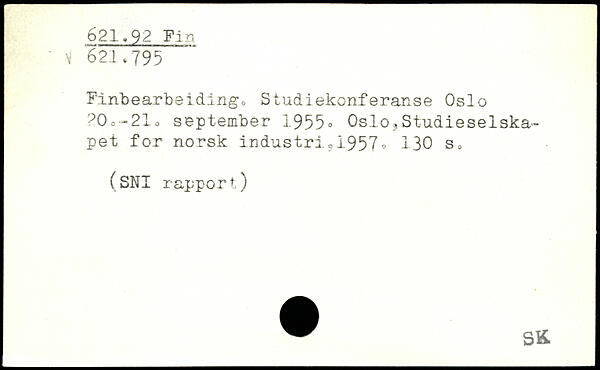 621.92 Fin
√ 621.795
Finbearbeiding. Studiekonferanse Oslo
20.-21. september 1955. Oslo,Studieselska-
pet for norsk industri,1957. 130 s.
(SNI rapport)
SK